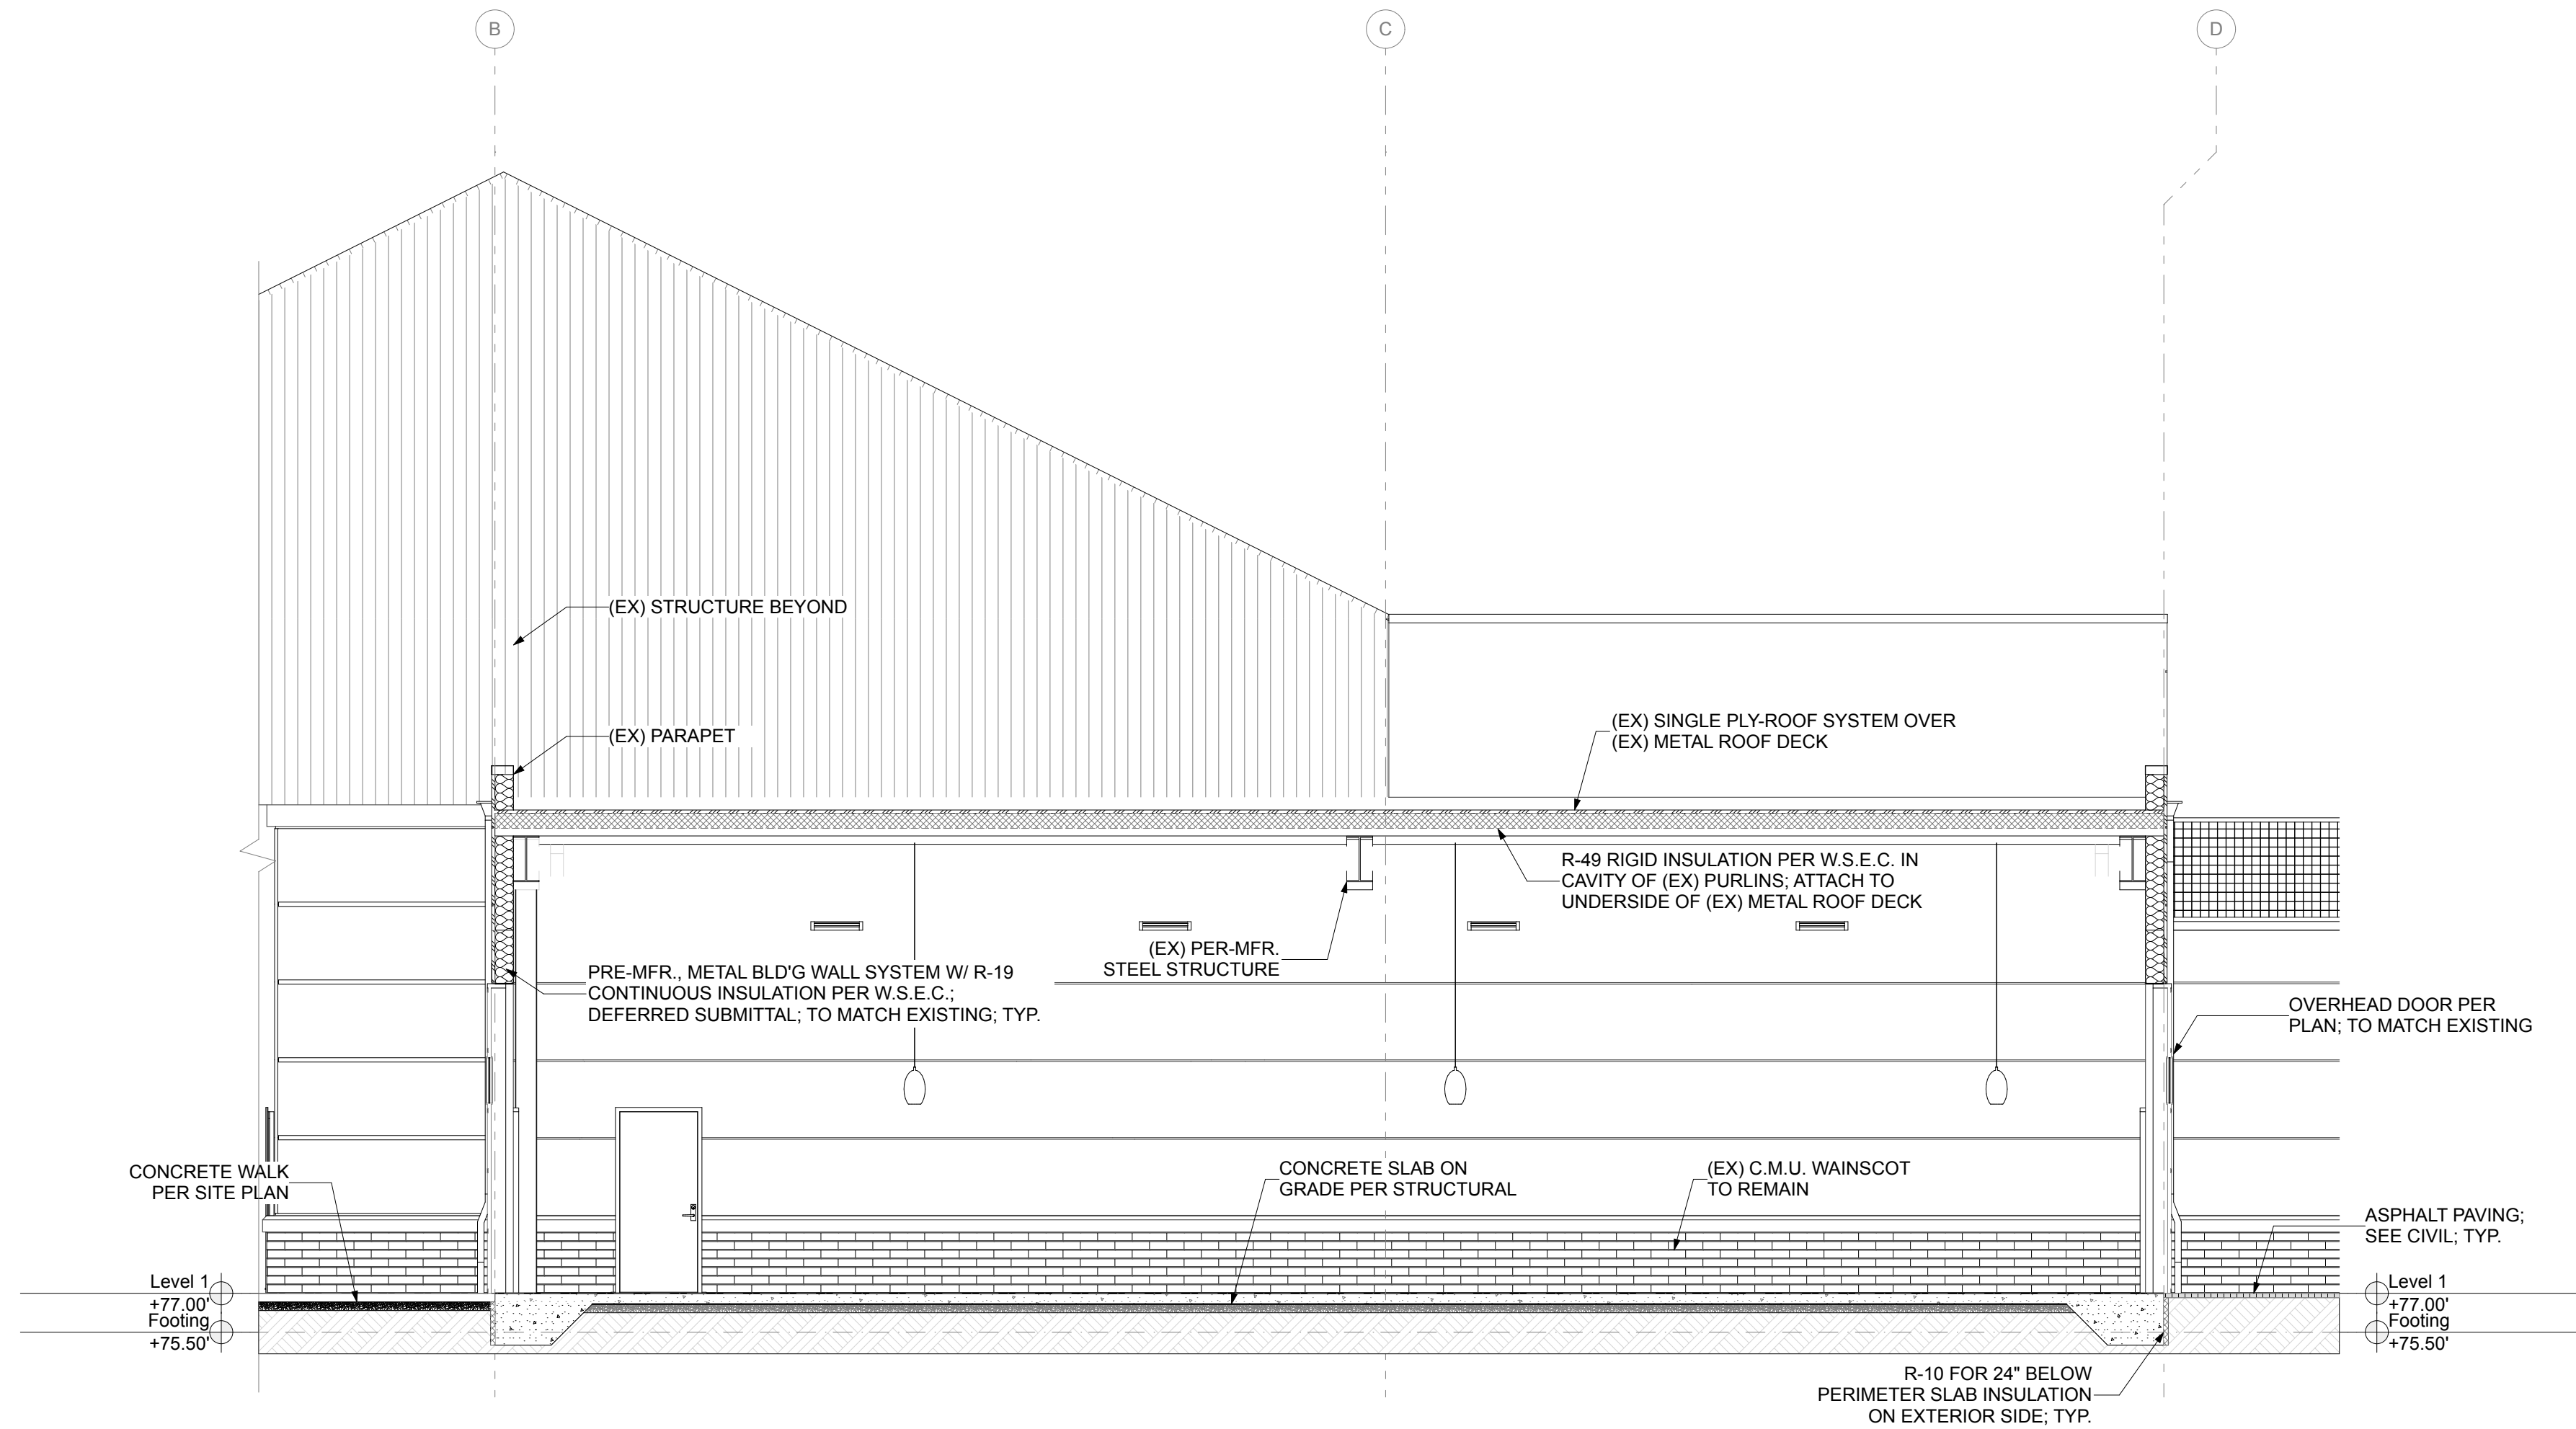 B
C
D
(EX) STRUCTURE BEYOND
(EX) PARAPET
(EX) SINGLE PLY-ROOF SYSTEM OVER
(EX) METAL ROOF DECK
R-49 RIGID INSULATION PER W.S.E.C. IN
CAVITY OF (EX) PURLINS; ATTACH TO
UNDERSIDE OF (EX) METAL ROOF DECK
(EX) PER-MFR.
STEEL STRUCTURE
PRE-MFR., METAL BLD'G WALL SYSTEM W/ R-19
CONTINUOUS INSULATION PER W.S.E.C.;
DEFERRED SUBMITTAL; TO MATCH EXISTING; TYP.
OVERHEAD DOOR PER
PLAN; TO MATCH EXISTING
CONCRETE WALK
PER SITE PLAN
CONCRETE SLAB ON
GRADE PER STRUCTURAL
(EX) C.M.U. WAINSCOT
TO REMAIN
ASPHALT PAVING;
SEE CIVIL; TYP.
Level 1
+77.00'
Footing
+75.50'
Level 1
+77.00'
Footing
+75.50'
R-10 FOR 24" BELOW
PERIMETER SLAB INSULATION
ON EXTERIOR SIDE; TYP.